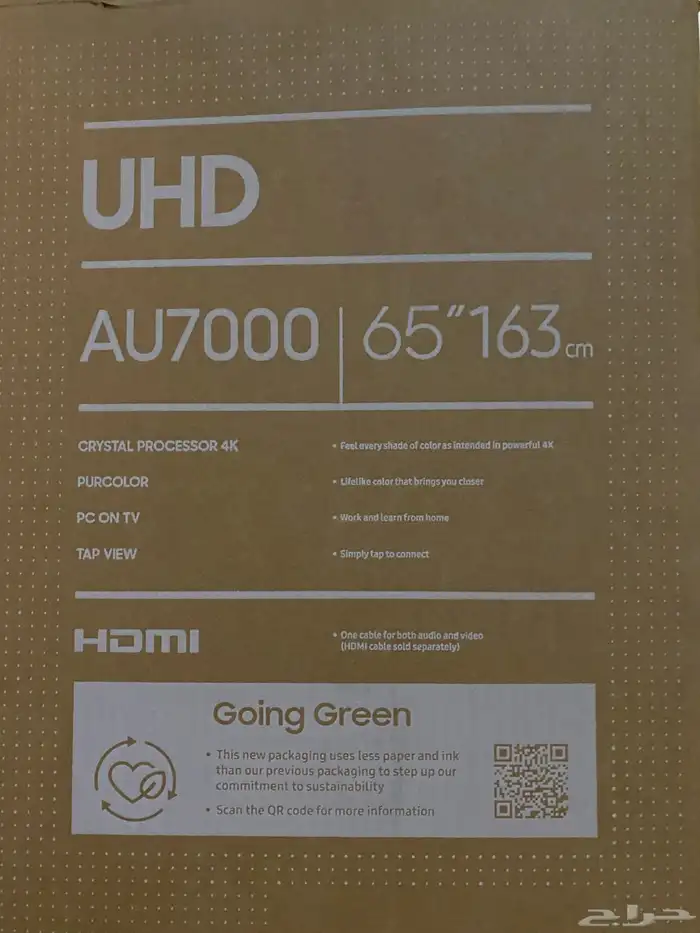 UHD
AU7000 | 65"163cm
CRYSTAL PROCESSOR 4K • Feel every shade of color as intended in powerful 4K
PURCOLOR • Lifelike color that brings you closer
PC ON TV • Work and learn from home
TAP VIEW • Simply tap to connect
HDMI • One cable for both audio and video
(HDMI cable sold separately)
Going Green
• This new packaging uses less paper and ink
than our previous packaging to step up our
commitment to sustainability
• Scan the QR code for more information
حراج